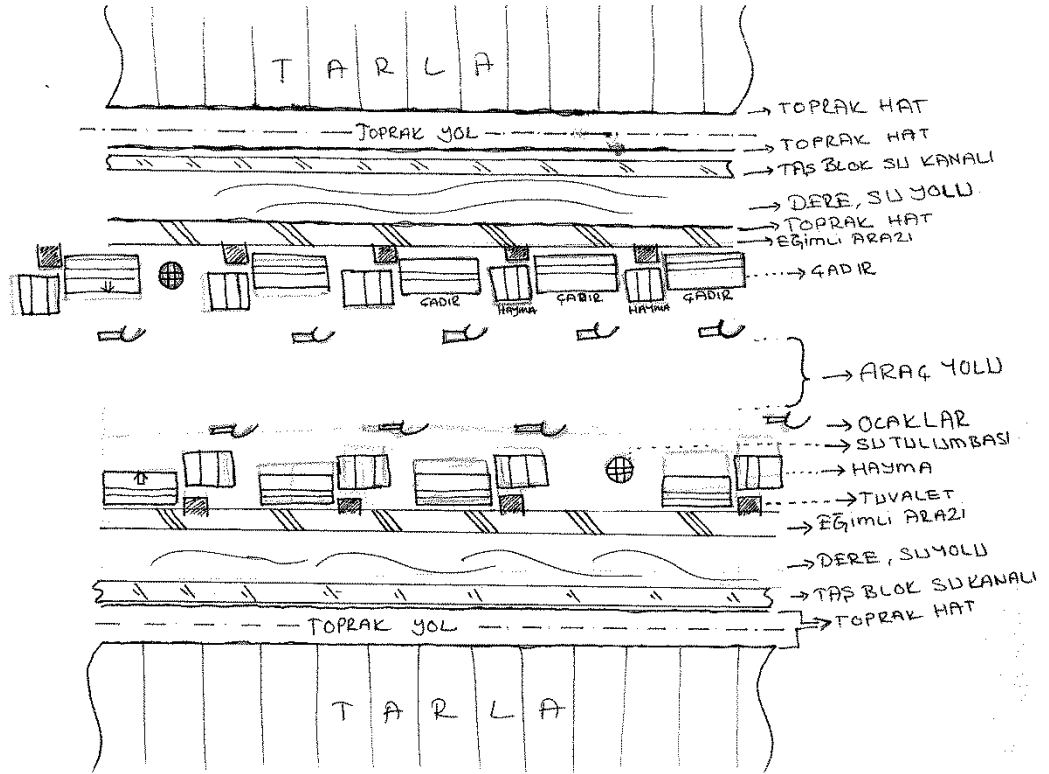 TARLA
TOPRAK HAT
TOPRAK YOL
TOPRAK HAT
TAŞ BLOK SU KANALI
DERE, SU YOLU
TOPRAK HAT
EĞİMLİ ARAZİ
ÇADIR
ÇADIR
HAYMA
ÇADIR
HAYMA
ÇADIR
ARAÇ YOLU
OCAKLAR
SU TULUMBASI
HAYMA
TUVALET
EĞİMLİ ARAZİ
DERE, SUYOLU
TAŞ BLOK SU KANALI
TOPRAK HAT
TOPRAK YOL
TARLA